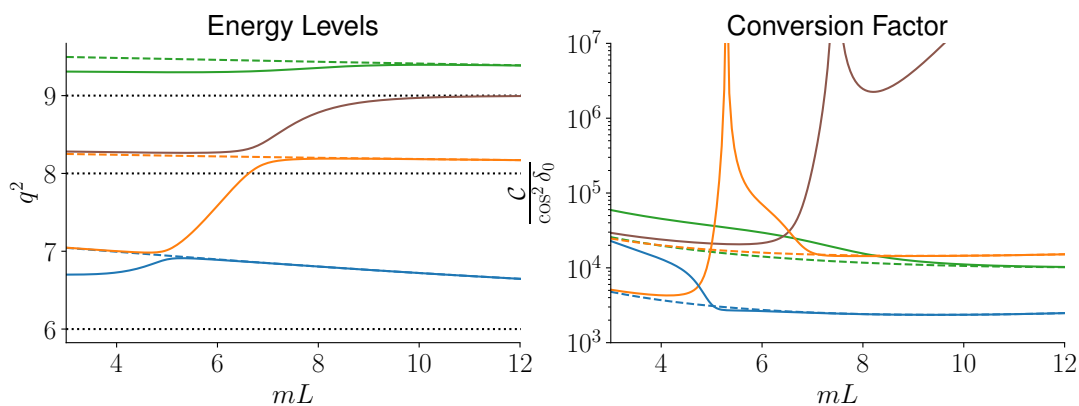 Energy Levels
9
8
7
6
q²
4
6
8
10
12
mL
Conversion Factor
10⁷
10⁶
10⁵
10⁴
10³
𝒞
cos² δ₀
4
6
8
10
12
mL